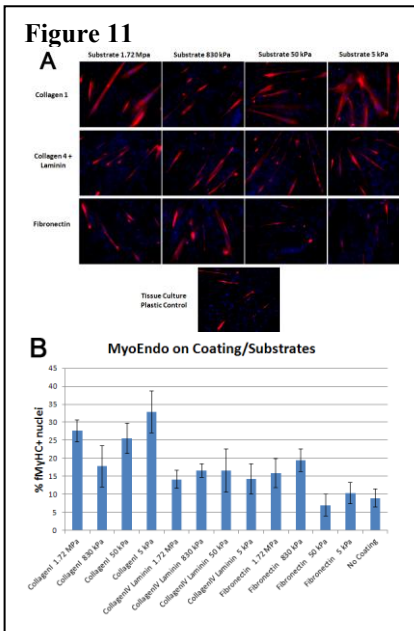 Figure 11
A
Substrate 1.72 Mpa Substrate 830 kPa Substrate 50 kPa Substrate 5 kPa
Collagen 1
Collagen 4 +
Laminin
Fibronectin
Tissue Culture
Plastic Control
B
MyoEndo on Coating/Substrates
% fMyHC+ nuclei
45
40
35
30
25
20
15
10
5
0
CollagenI 1.72 MPa
CollagenI 830 kPa
CollagenI 50 kPa
CollagenI 5 kPa
CollagenIV Laminin 1.72 MPa
CollagenIV Laminin 830 kPa
CollagenIV Laminin 50 kPa
CollagenIV Laminin 5 kPa
Fibronectin 1.72 MPa
Fibronectin 830 kPa
Fibronectin 50 kPa
Fibronectin 5 kPa
No Coating